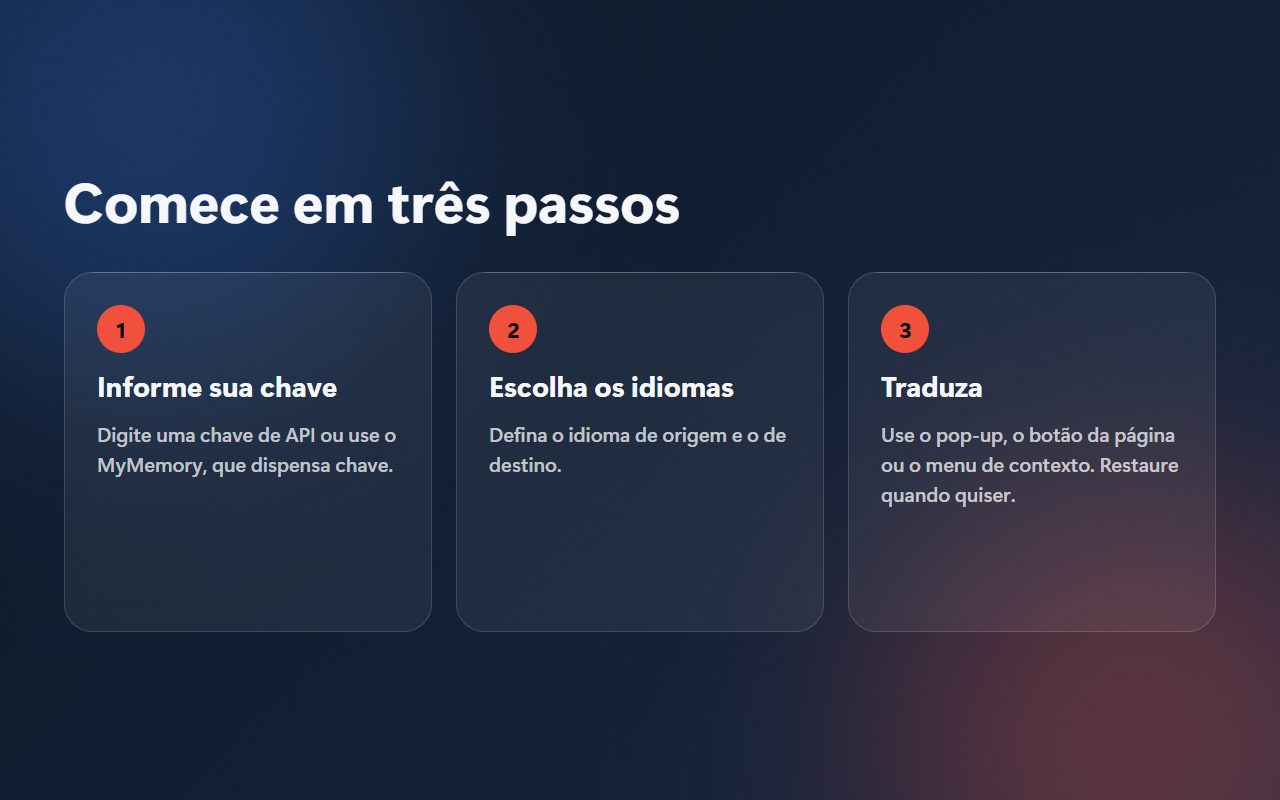 Comece em três passos
1
Informe sua chave
Digite uma chave de API ou use o
MyMemory, que dispensa chave.
2
Escolha os idiomas
Defina o idioma de origem e o de
destino.
3
Traduza
Use o pop-up, o botão da página
ou o menu de contexto. Restaure
quando quiser.